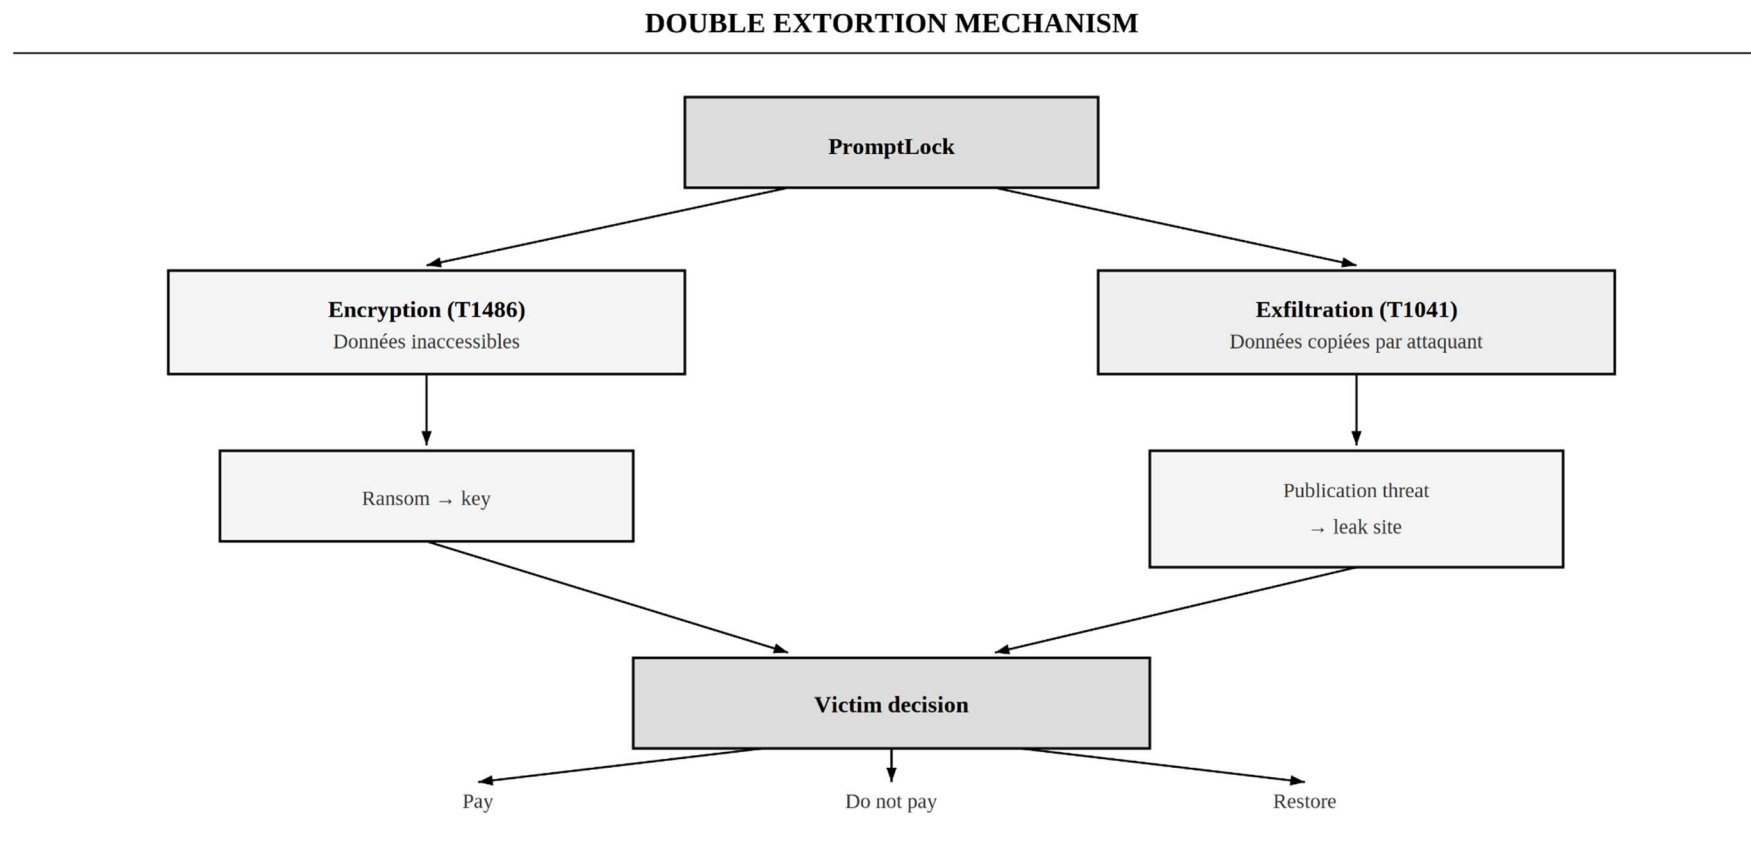 DOUBLE EXTORTION MECHANISM
PromptLock
Encryption (T1486)
Données inaccessibles
Exfiltration (T1041)
Données copiées par attaquant
Ransom → key
Publication threat
→ leak site
Victim decision
Pay
Do not pay
Restore